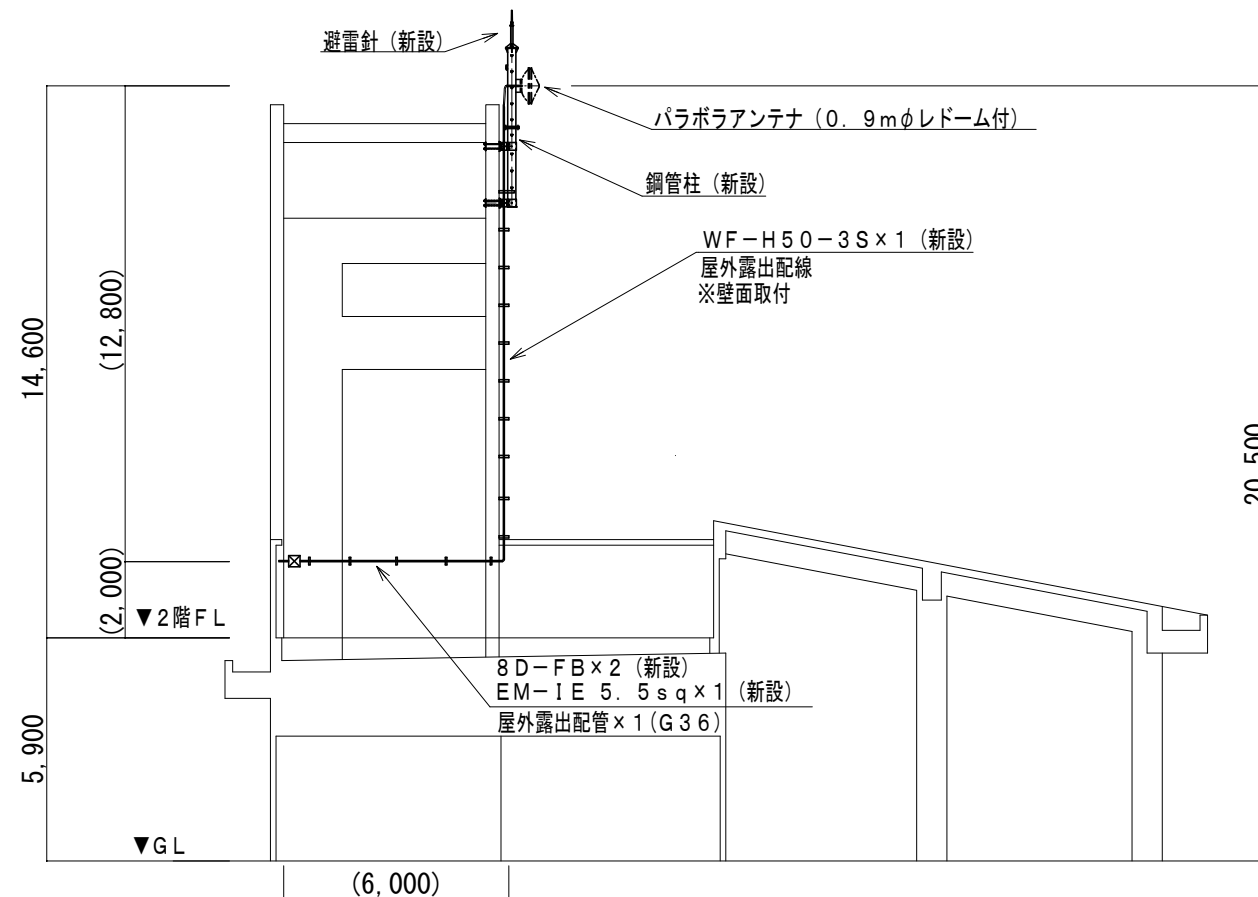 避雷針（新設）
パラボラアンテナ（０．９ｍφレドーム付）
鋼管柱（新設）
ＷＦ－Ｈ５０－３Ｓ×１（新設）
屋外露出配線
※壁面取付
14,600
(12,800)
20,500
(2,000)
▼２階ＦＬ
８Ｄ－ＦＢ×２（新設）
ＥＭ－ＩＥ ５．５ｓｑ×１（新設）
屋外露出配管×１(Ｇ３６)
5,900
▼ＧＬ
(6,000)